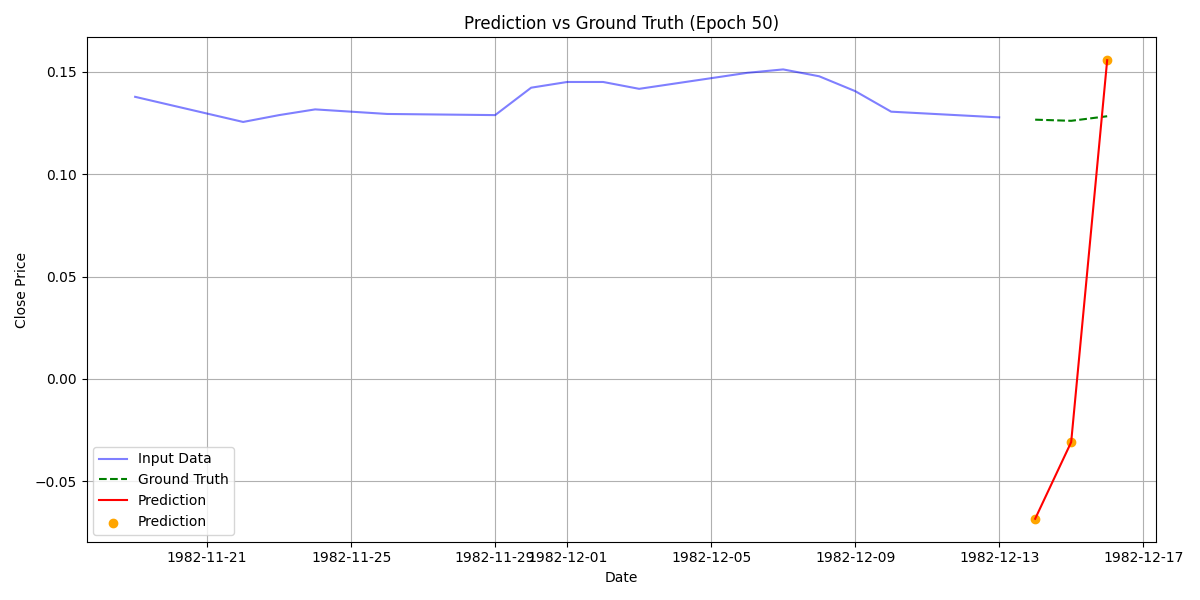 Prediction vs Ground Truth (Epoch 50)
Close Price
0.15
0.10
0.05
0.00
−0.05
Input Data
Ground Truth
Prediction
Prediction
1982-11-21
1982-11-25
1982-11-29
1982-12-01
1982-12-05
1982-12-09
1982-12-13
1982-12-17
Date